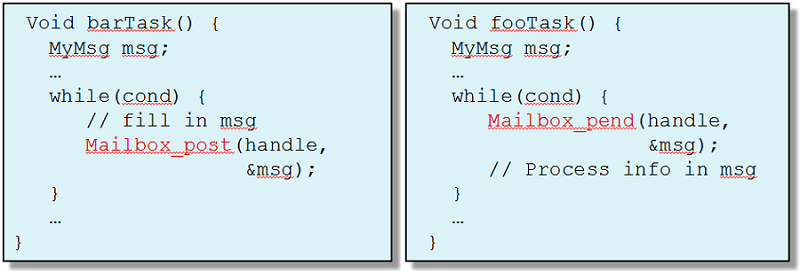 Void barTask() {
MyMsg msg;
…
while(cond) {
// fill in msg
Mailbox_post(handle,
&msg);
}
…
}
Void fooTask() {
MyMsg msg;
…
while(cond) {
Mailbox_pend(handle,
&msg);
// Process info in msg
}
…
}